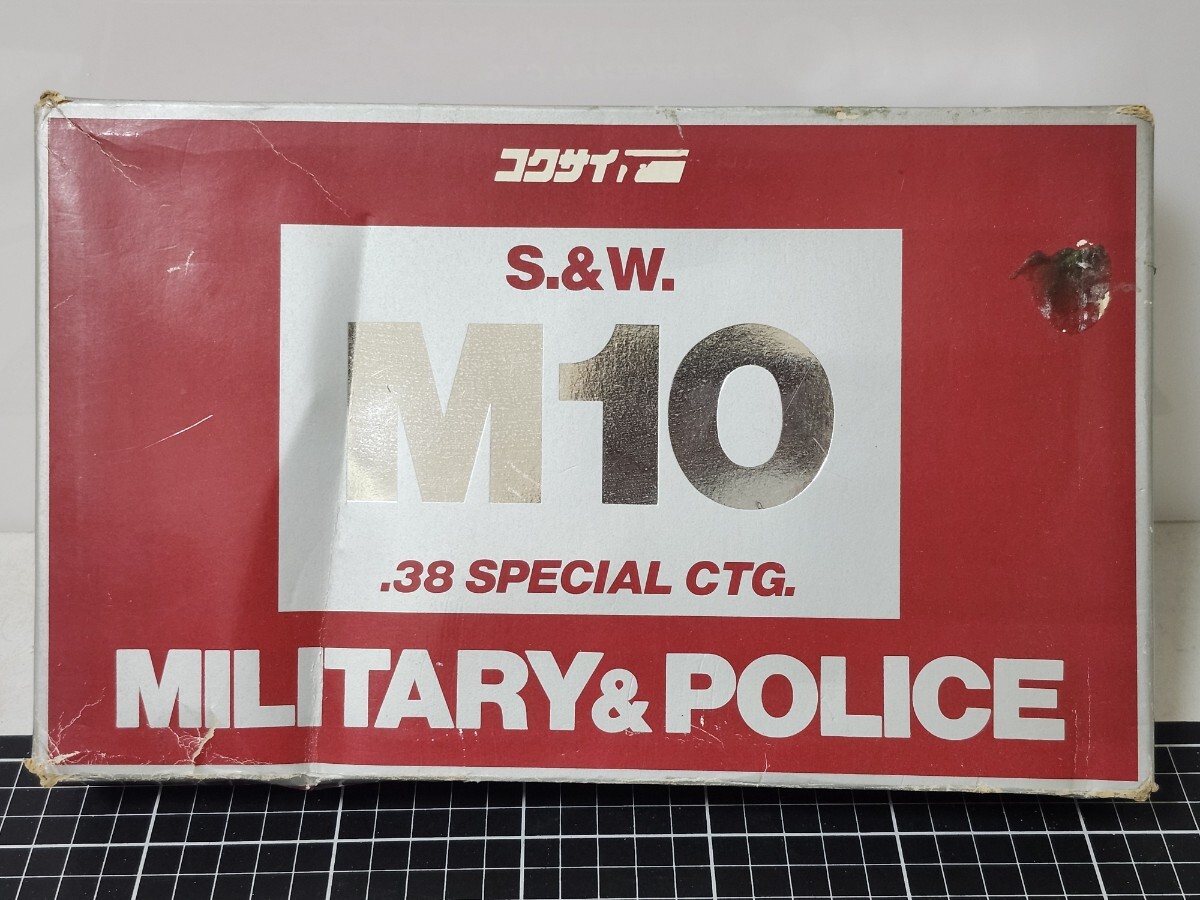 コクサイ
S.&W.
M10
.38 SPECIAL CTG.
MILITARY&POLICE